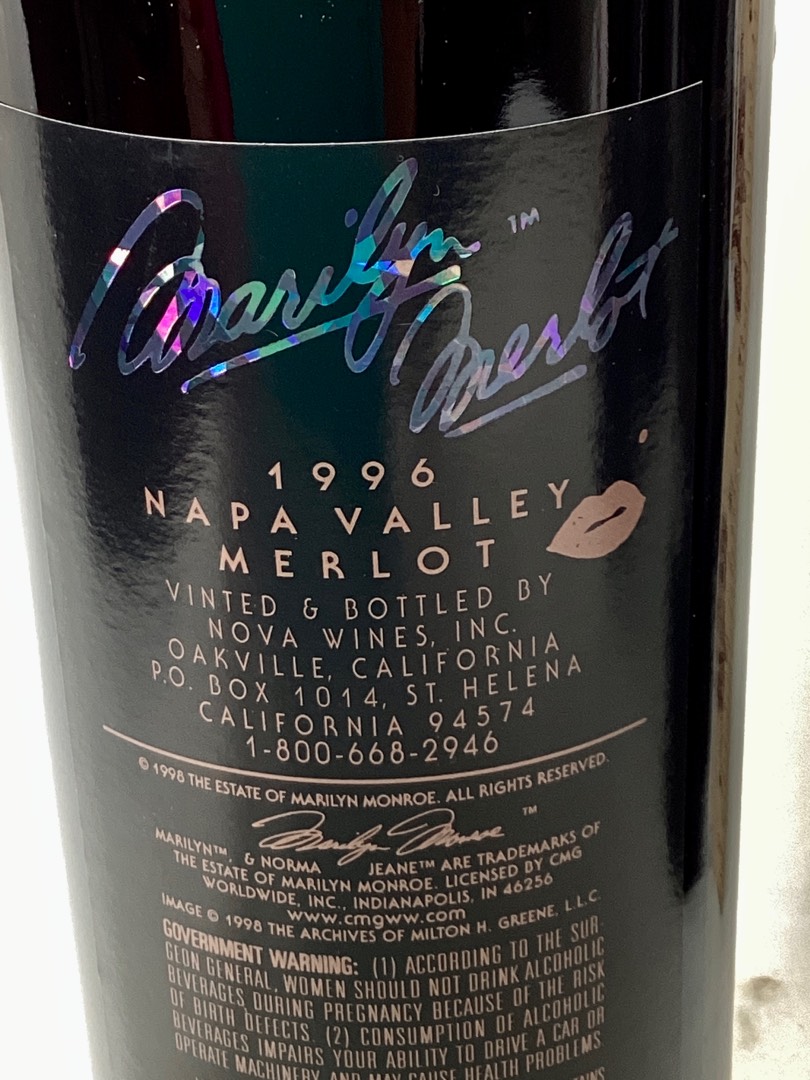 Marilyn ™
Merlot
1996
NAPA VALLEY
MERLOT
VINTED & BOTTLED BY
NOVA WINES, INC.
OAKVILLE, CALIFORNIA
P.O. BOX 1014, ST. HELENA
CALIFORNIA 94574
1-800-668-2946
© 1998 THE ESTATE OF MARILYN MONROE. ALL RIGHTS RESERVED.
Marilyn Monroe ™
MARILYN™, & NORMA JEANE™ ARE TRADEMARKS OF
THE ESTATE OF MARILYN MONROE. LICENSED BY CMG
WORLDWIDE, INC., INDIANAPOLIS, IN 46256
www.cmgww.com
IMAGE © 1998 THE ARCHIVES OF MILTON H. GREENE, L.L.C.
GOVERNMENT WARNING: (1) ACCORDING TO THE SUR-
GEON GENERAL, WOMEN SHOULD NOT DRINK ALCOHOLIC
BEVERAGES DURING PREGNANCY BECAUSE OF THE RISK
OF BIRTH DEFECTS. (2) CONSUMPTION OF ALCOHOLIC
BEVERAGES IMPAIRS YOUR ABILITY TO DRIVE A CAR OR
OPERATE MACHINERY, AND MAY CAUSE HEALTH PROBLEMS.